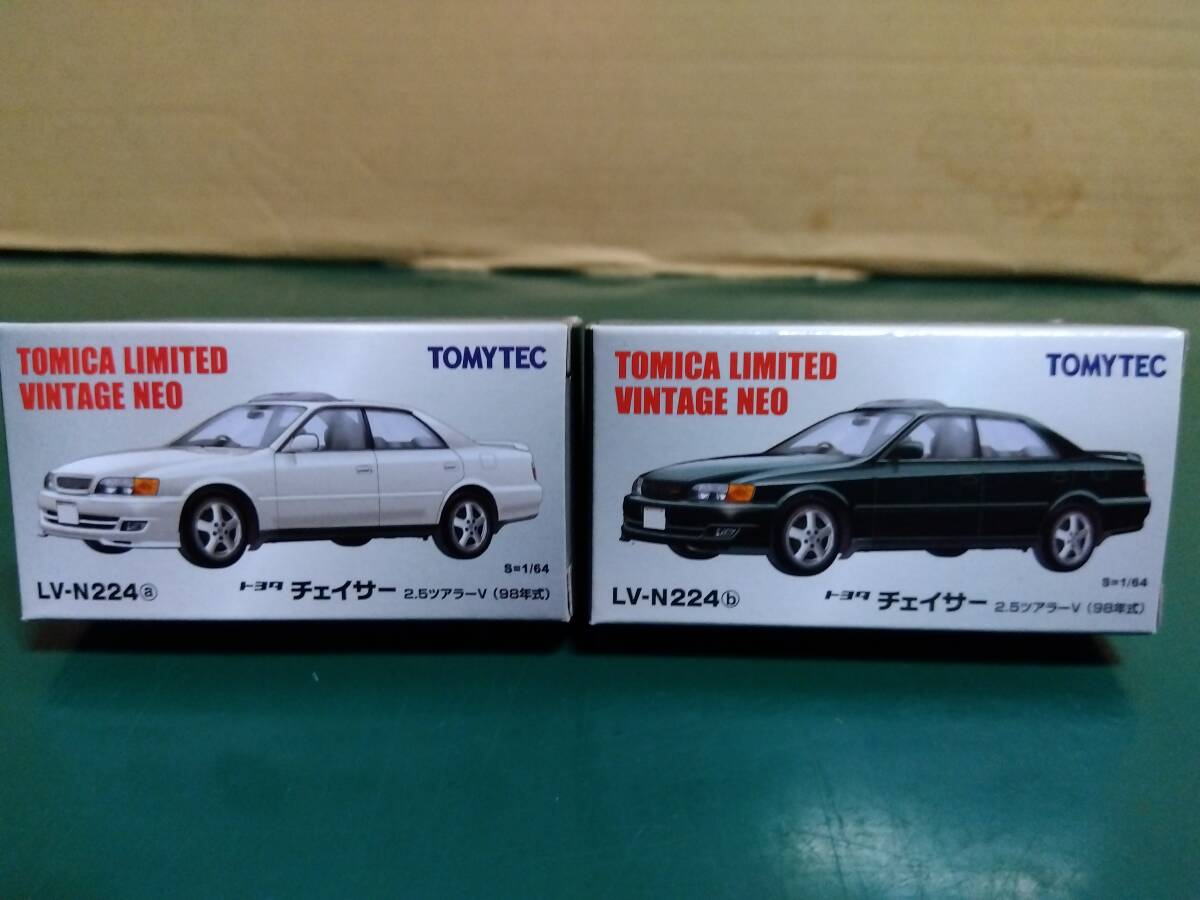 TOMICA LIMITED
VINTAGE NEO
TOMYTEC
S=1/64
LV-N224ⓐ トヨタ チェイサー 2.5ツアラーV (98年式)
TOMICA LIMITED
VINTAGE NEO
TOMYTEC
S=1/64
LV-N224ⓑ トヨタ チェイサー 2.5ツアラーV (98年式)